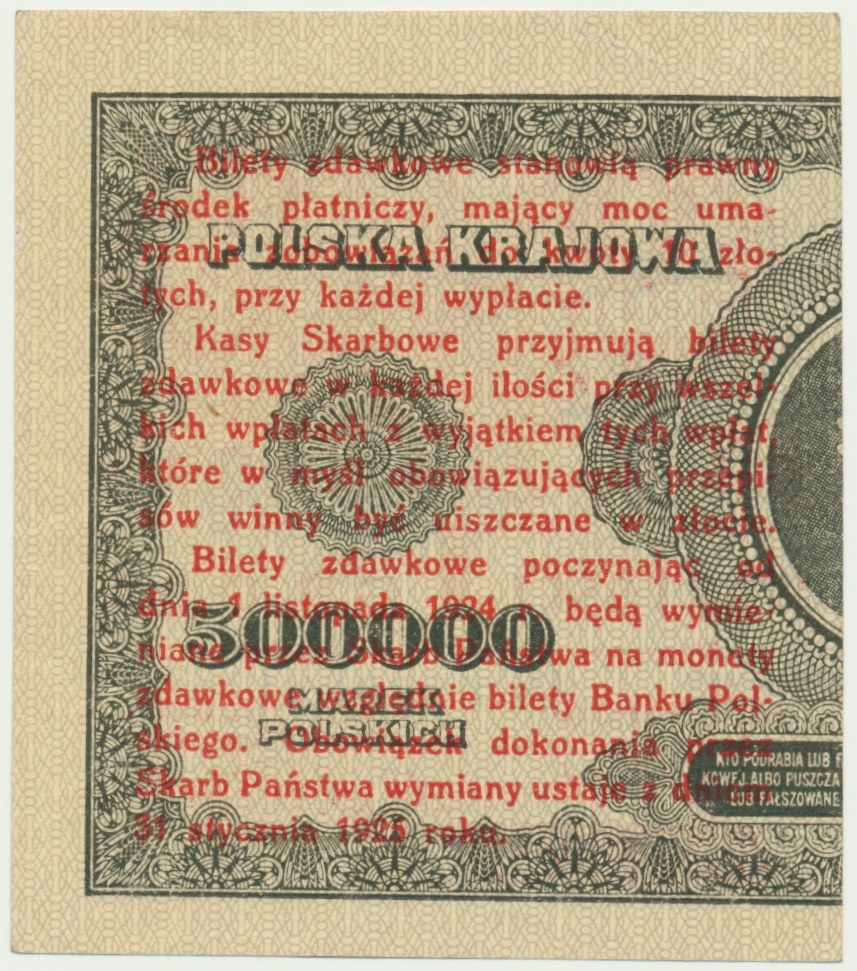 Bilety zdawkowe stanowią prawny
środek płatniczy, mający moc uma-
rzania zobowiązań do kwoty 10 zło-
POLSKA KRAJOWA
tych, przy każdej wypłacie.
Kasy Skarbowe przyjmują bilety
zdawkowe w każdej ilości przy wszel-
kich wpłatach z wyjątkiem tych wpłat,
które w myśl obowiązujących przepi-
sów winny być uiszczane w złocie.
Bilety zdawkowe poczynając od
dnia 1 listopada 1924 r. będą wymie-
500000
niane przez Skarb Państwa na monety
zdawkowe względnie bilety Banku Pol-
MAREK
POLSKICH
skiego. Obowiązek dokonania przez
Skarb Państwa wymiany ustaje z dniem
31 stycznia 1925 roku.
KTO PODRABIA LUB F
KOWEJ ALBO PUSZCZA
LUB FAŁSZOWANE